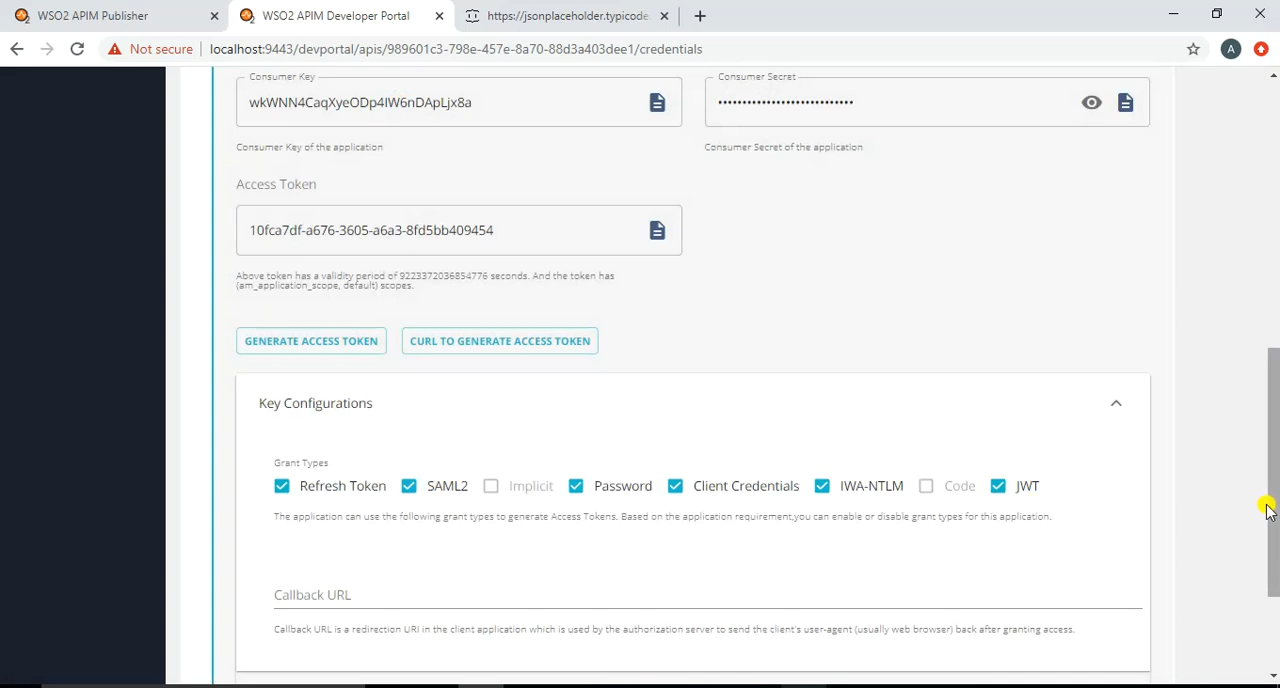 WSO2 APIM Publisher
WSO2 APIM Developer Portal
https://jsonplaceholder.typicode
Not secure
localhost:9443/devportal/apis/989601c3-798e-457e-8a70-88d3a403dee1/credentials
A
Consumer Key
wkWNN4CaqXyeODp4IW6nDApLjx8a
Consumer Key of the application
Consumer Secret
••••••••••••••••••••••••••••
Consumer Secret of the application
Access Token
10fca7df-a676-3605-a6a3-8fd5bb409454
Above token has a validity period of 9223372036854776 seconds. And the token has
(am_application_scope, default) scopes.
GENERATE ACCESS TOKEN
CURL TO GENERATE ACCESS TOKEN
Key Configurations
Grant Types
Refresh Token SAML2 Implicit Password Client Credentials IWA-NTLM Code JWT
The application can use the following grant types to generate Access Tokens. Based on the application requirement,you can enable or disable grant types for this application.
Callback URL
Callback URL is a redirection URI in the client application which is used by the authorization server to send the client's user-agent (usually web browser) back after granting access.